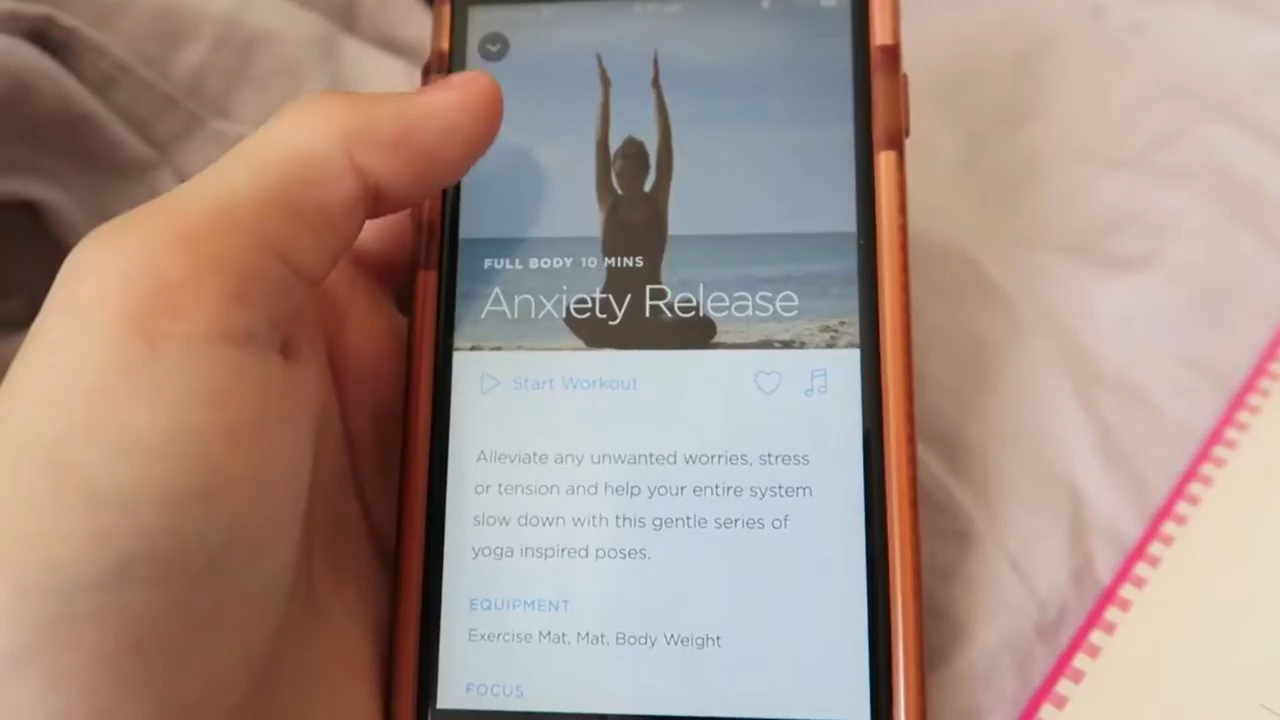 FULL BODY 10 MINS
Anxiety Release
Start Workout
Alleviate any unwanted worries, stress
or tension and help your entire system
slow down with this gentle series of
yoga inspired poses.
EQUIPMENT
Exercise Mat, Mat, Body Weight
FOCUS